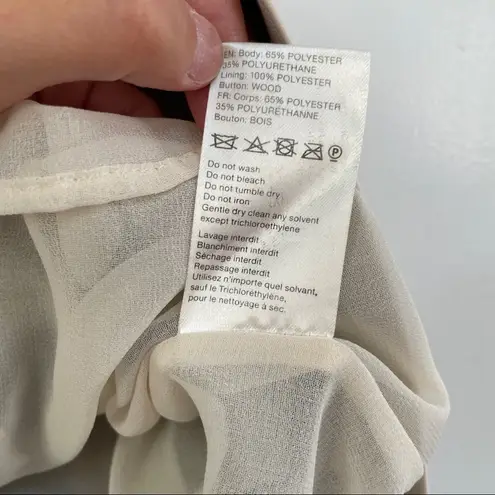 EN: Body: 65% POLYESTER
35% POLYURETHANE
Lining: 100% POLYESTER
Button: WOOD
FR: Corps: 65% POLYESTER
35% POLYURÉTHANNE
Bouton: BOIS
P
Do not wash
Do not bleach
Do not tumble dry
Do not iron
Gentle dry clean any solvent
except trichloroethylene
Lavage interdit
Blanchiment interdit
Séchage interdit
Repassage interdit
Utilisez n'importe quel solvant,
sauf le Trichloréthylène,
pour le nettoyage à sec.